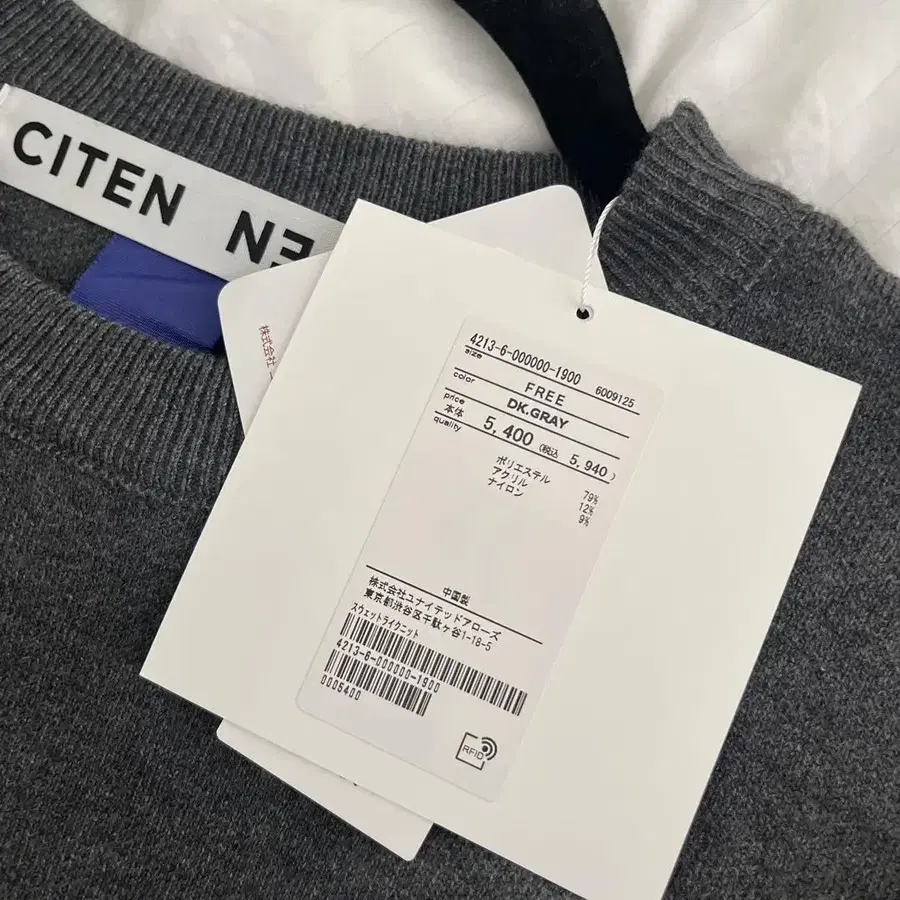 CITEN
株式会社
4213-6-000000-1900
size
FREE 6009125
color
DK.GRAY
price
本体 5,400 (税込 5,940)
quality
ポリエステル 79%
アクリル 12%
ナイロン 9%
中国製
株式会社ユナイテッドアローズ
東京都渋谷区千駄ヶ谷1-18-5
スウェットライクニット
4213-6-000000-1900
0005400
RFID